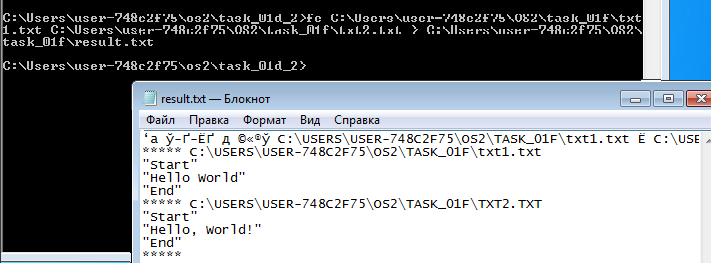 C:\Users\user-748c2f75\os2\task_01d_2>fc C:\Users\user-748c2f75\OS2\task_01f\txt
1.txt C:\Users\user-748c2f75\OS2\task_01f\txt2.txt > C:\Users\user-748c2f75\OS2\
task_01f\result.txt
C:\Users\user-748c2f75\os2\task_01d_2>
result.txt — Блокнот
Файл Правка Формат Вид Справка
C:\USERS\USER-748C2F75\OS2\TASK_01F\txt1.txt Ё C:\USE
***** C:\USERS\USER-748C2F75\OS2\TASK_01F\txt1.txt
"Start"
"Hello World"
"End"
***** C:\USERS\USER-748C2F75\OS2\TASK_01F\TXT2.TXT
"Start"
"Hello, World!"
"End"
*****